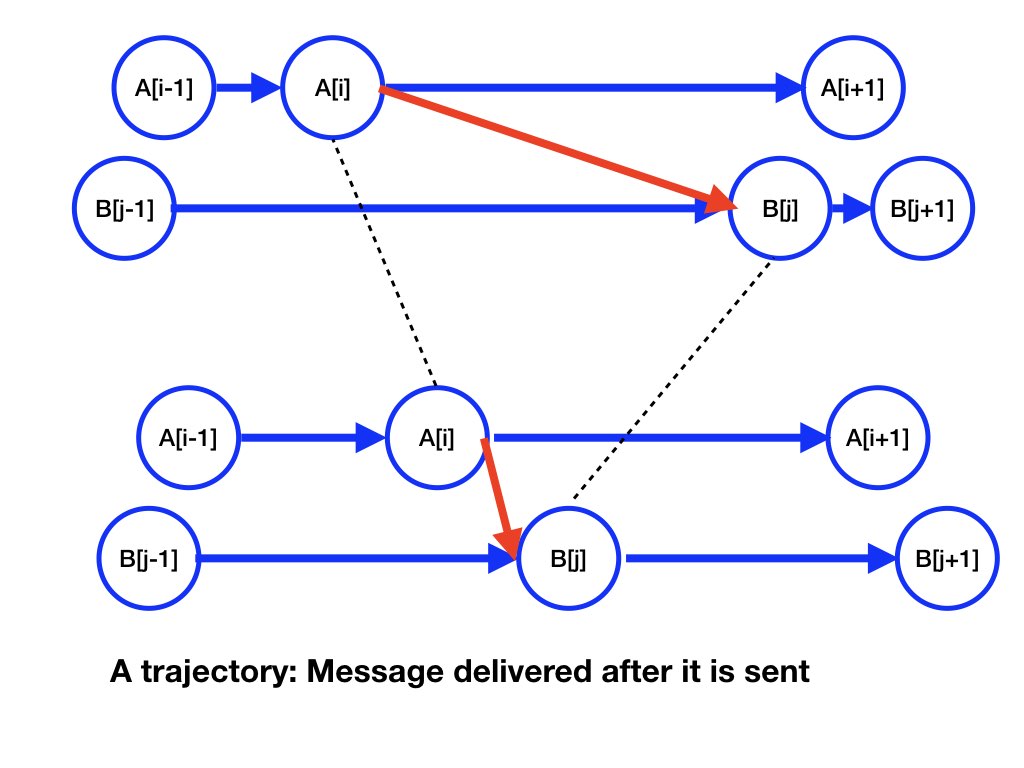 A[i-1] A[i] A[i+1]
B[j-1] B[j] B[j+1]
A[i-1] A[i] A[i+1]
B[j-1] B[j] B[j+1]
A trajectory: Message delivered after it is sent